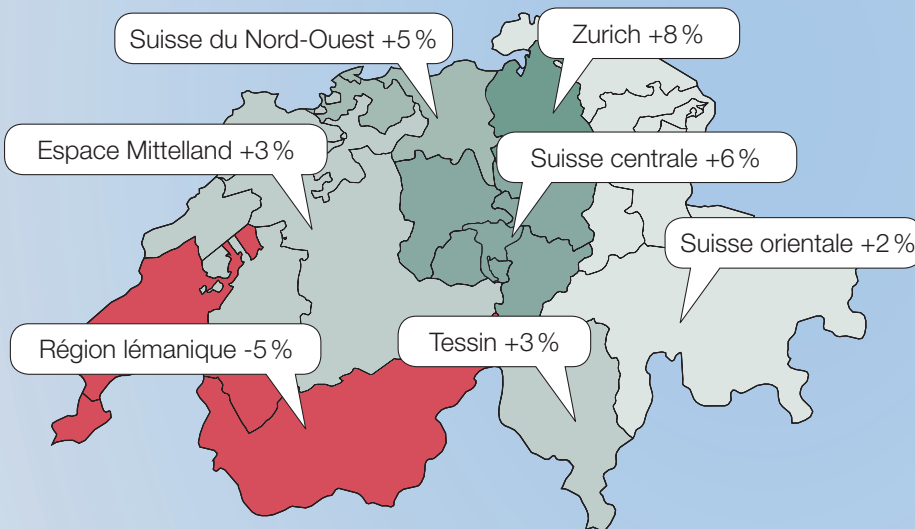 Suisse du Nord-Ouest +5 %
Zurich +8 %
Espace Mittelland +3 %
Suisse centrale +6 %
Suisse orientale +2 %
Région lémanique -5 %
Tessin +3 %